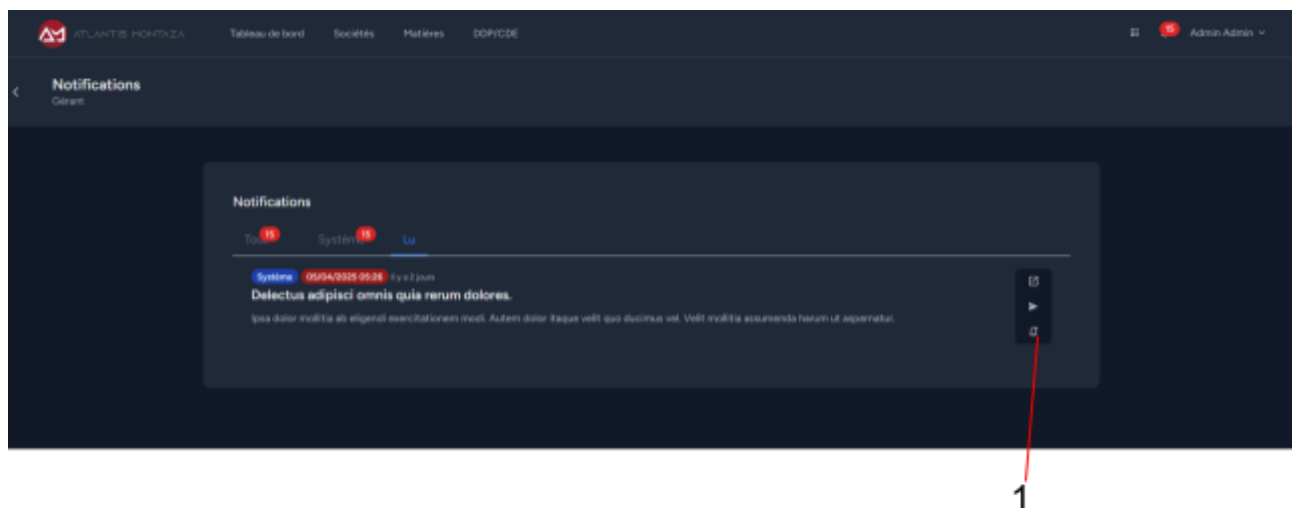 ATLANTIS MONTAZA Tableau de bord Sociétés Matières DDP/CDE 15 Admin Admin
Notifications
Gérant
Notifications
15 Système 15 Lu
Système 05/04/2025 05:26 il y a 2 jours
Delectus adipisci omnis quia rerum dolores.
Ipsa dolor mollitia ab eligendi exercitationem modi. Autem dolor itaque velit quo ducimus vel. Velit mollitia assumenda harum ut aspernatur.
1